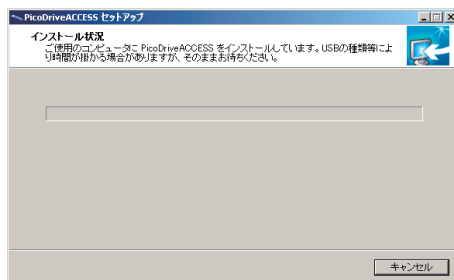 PicoDriveACCESS セットアップ
インストール状況
ご使用のコンピュータに PicoDriveACCESS をインストールしています。USBの種類等によ
り時間が掛かる場合がありますが、そのままお待ちください。
キャンセル